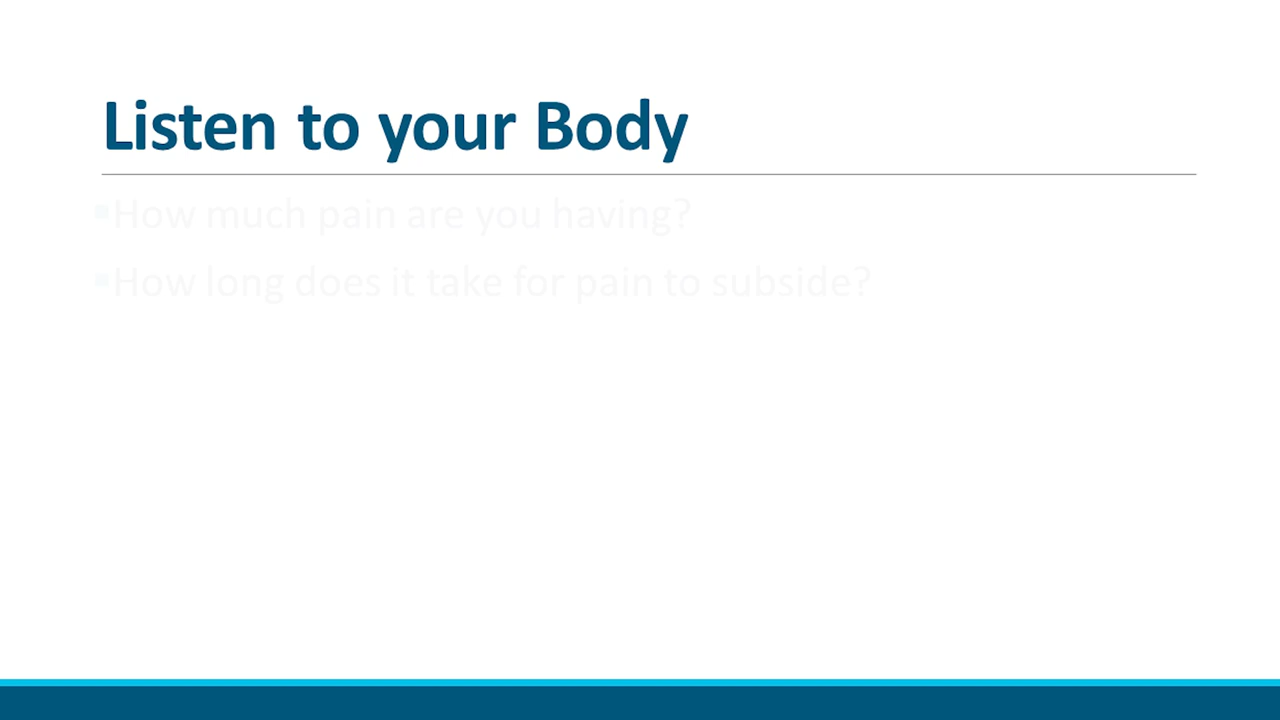 Listen to your Body
▪How much pain are you having?
▪How long does it take for pain to subside?